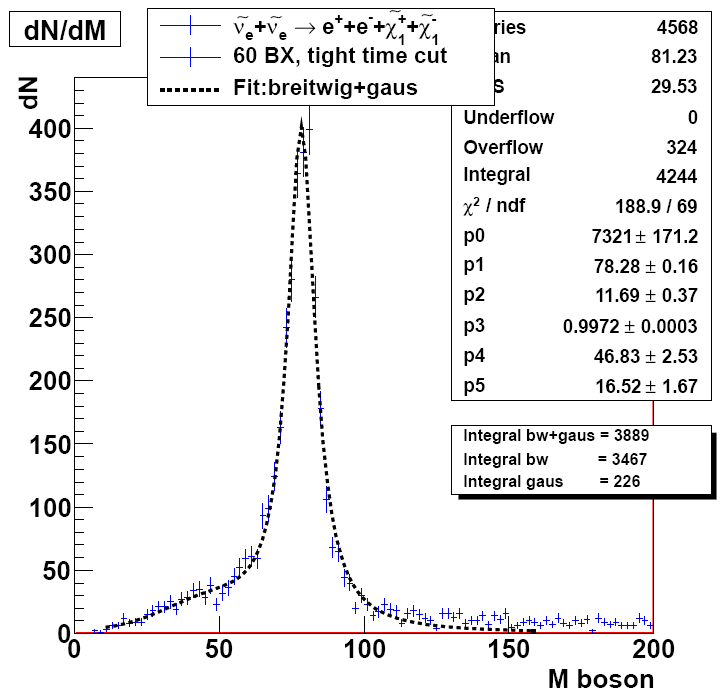 dN/dM
ν̃e+ν̃e → e⁺+e⁻+χ̃₁⁺+χ̃₁⁻
60 BX, tight time cut
Fit:breitwig+gaus
ries 4568
an 81.23
S 29.53
Underflow 0
Overflow 324
Integral 4244
χ² / ndf 188.9 / 69
p0 7321 ± 171.2
p1 78.28 ± 0.16
p2 11.69 ± 0.37
p3 0.9972 ± 0.0003
p4 46.83 ± 2.53
p5 16.52 ± 1.67
Integral bw+gaus = 3889
Integral bw = 3467
Integral gaus = 226
dN
400
350
300
250
200
150
100
50
0
0 50 100 150 200
M boson